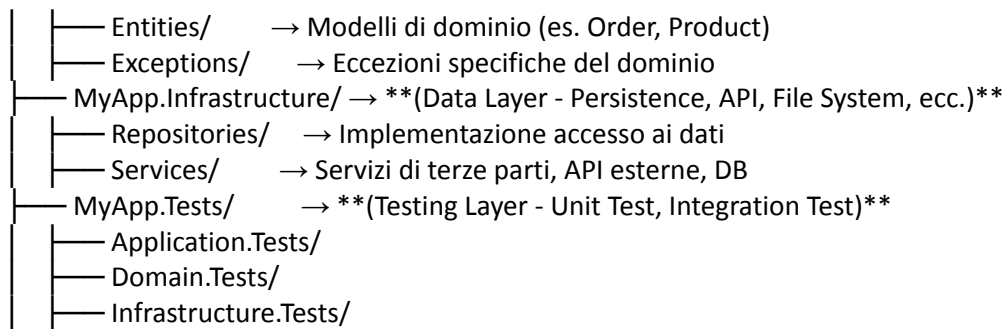 │   ├── Entities/        → Modelli di dominio (es. Order, Product)
│   ├── Exceptions/      → Eccezioni specifiche del dominio
├── MyApp.Infrastructure/ → **(Data Layer - Persistence, API, File System, ecc.)**
│   ├── Repositories/    → Implementazione accesso ai dati
│   ├── Services/        → Servizi di terze parti, API esterne, DB
├── MyApp.Tests/         → **(Testing Layer - Unit Test, Integration Test)**
│   ├── Application.Tests/
│   ├── Domain.Tests/
│   ├── Infrastructure.Tests/